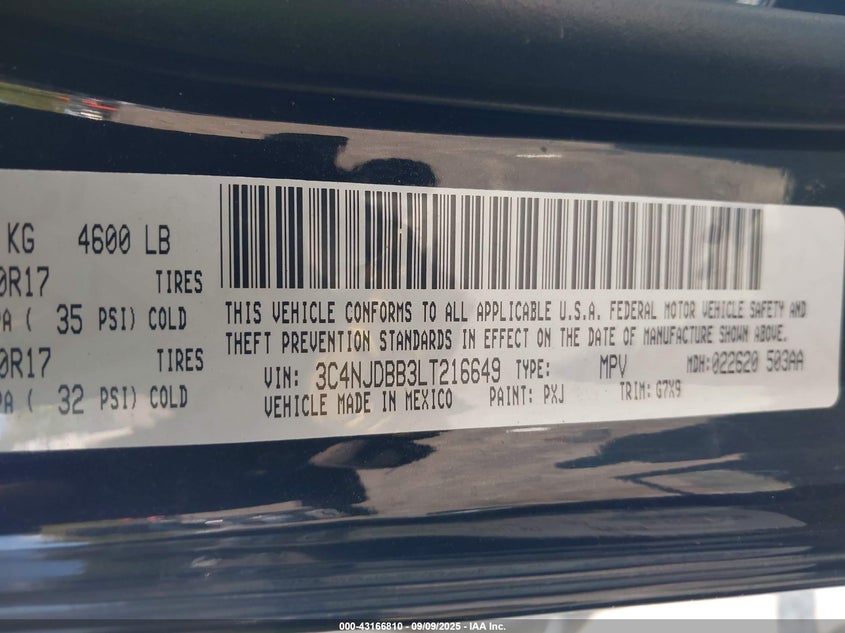 KG 4600 LB
0R17 TIRES
PA ( 35 PSI) COLD
0R17 TIRES
PA ( 32 PSI) COLD
THIS VEHICLE CONFORMS TO ALL APPLICABLE U.S.A. FEDERAL MOTOR VEHICLE SAFETY AND
THEFT PREVENTION STANDARDS IN EFFECT ON THE DATE OF MANUFACTURE SHOWN ABOVE.
VIN: 3C4NJDBB3LT216649 TYPE: MPV MDH:022620 503AA
VEHICLE MADE IN MEXICO PAINT: PXJ TRIM: G7X9
000-43166810 - 09/09/2025 - IAA Inc.